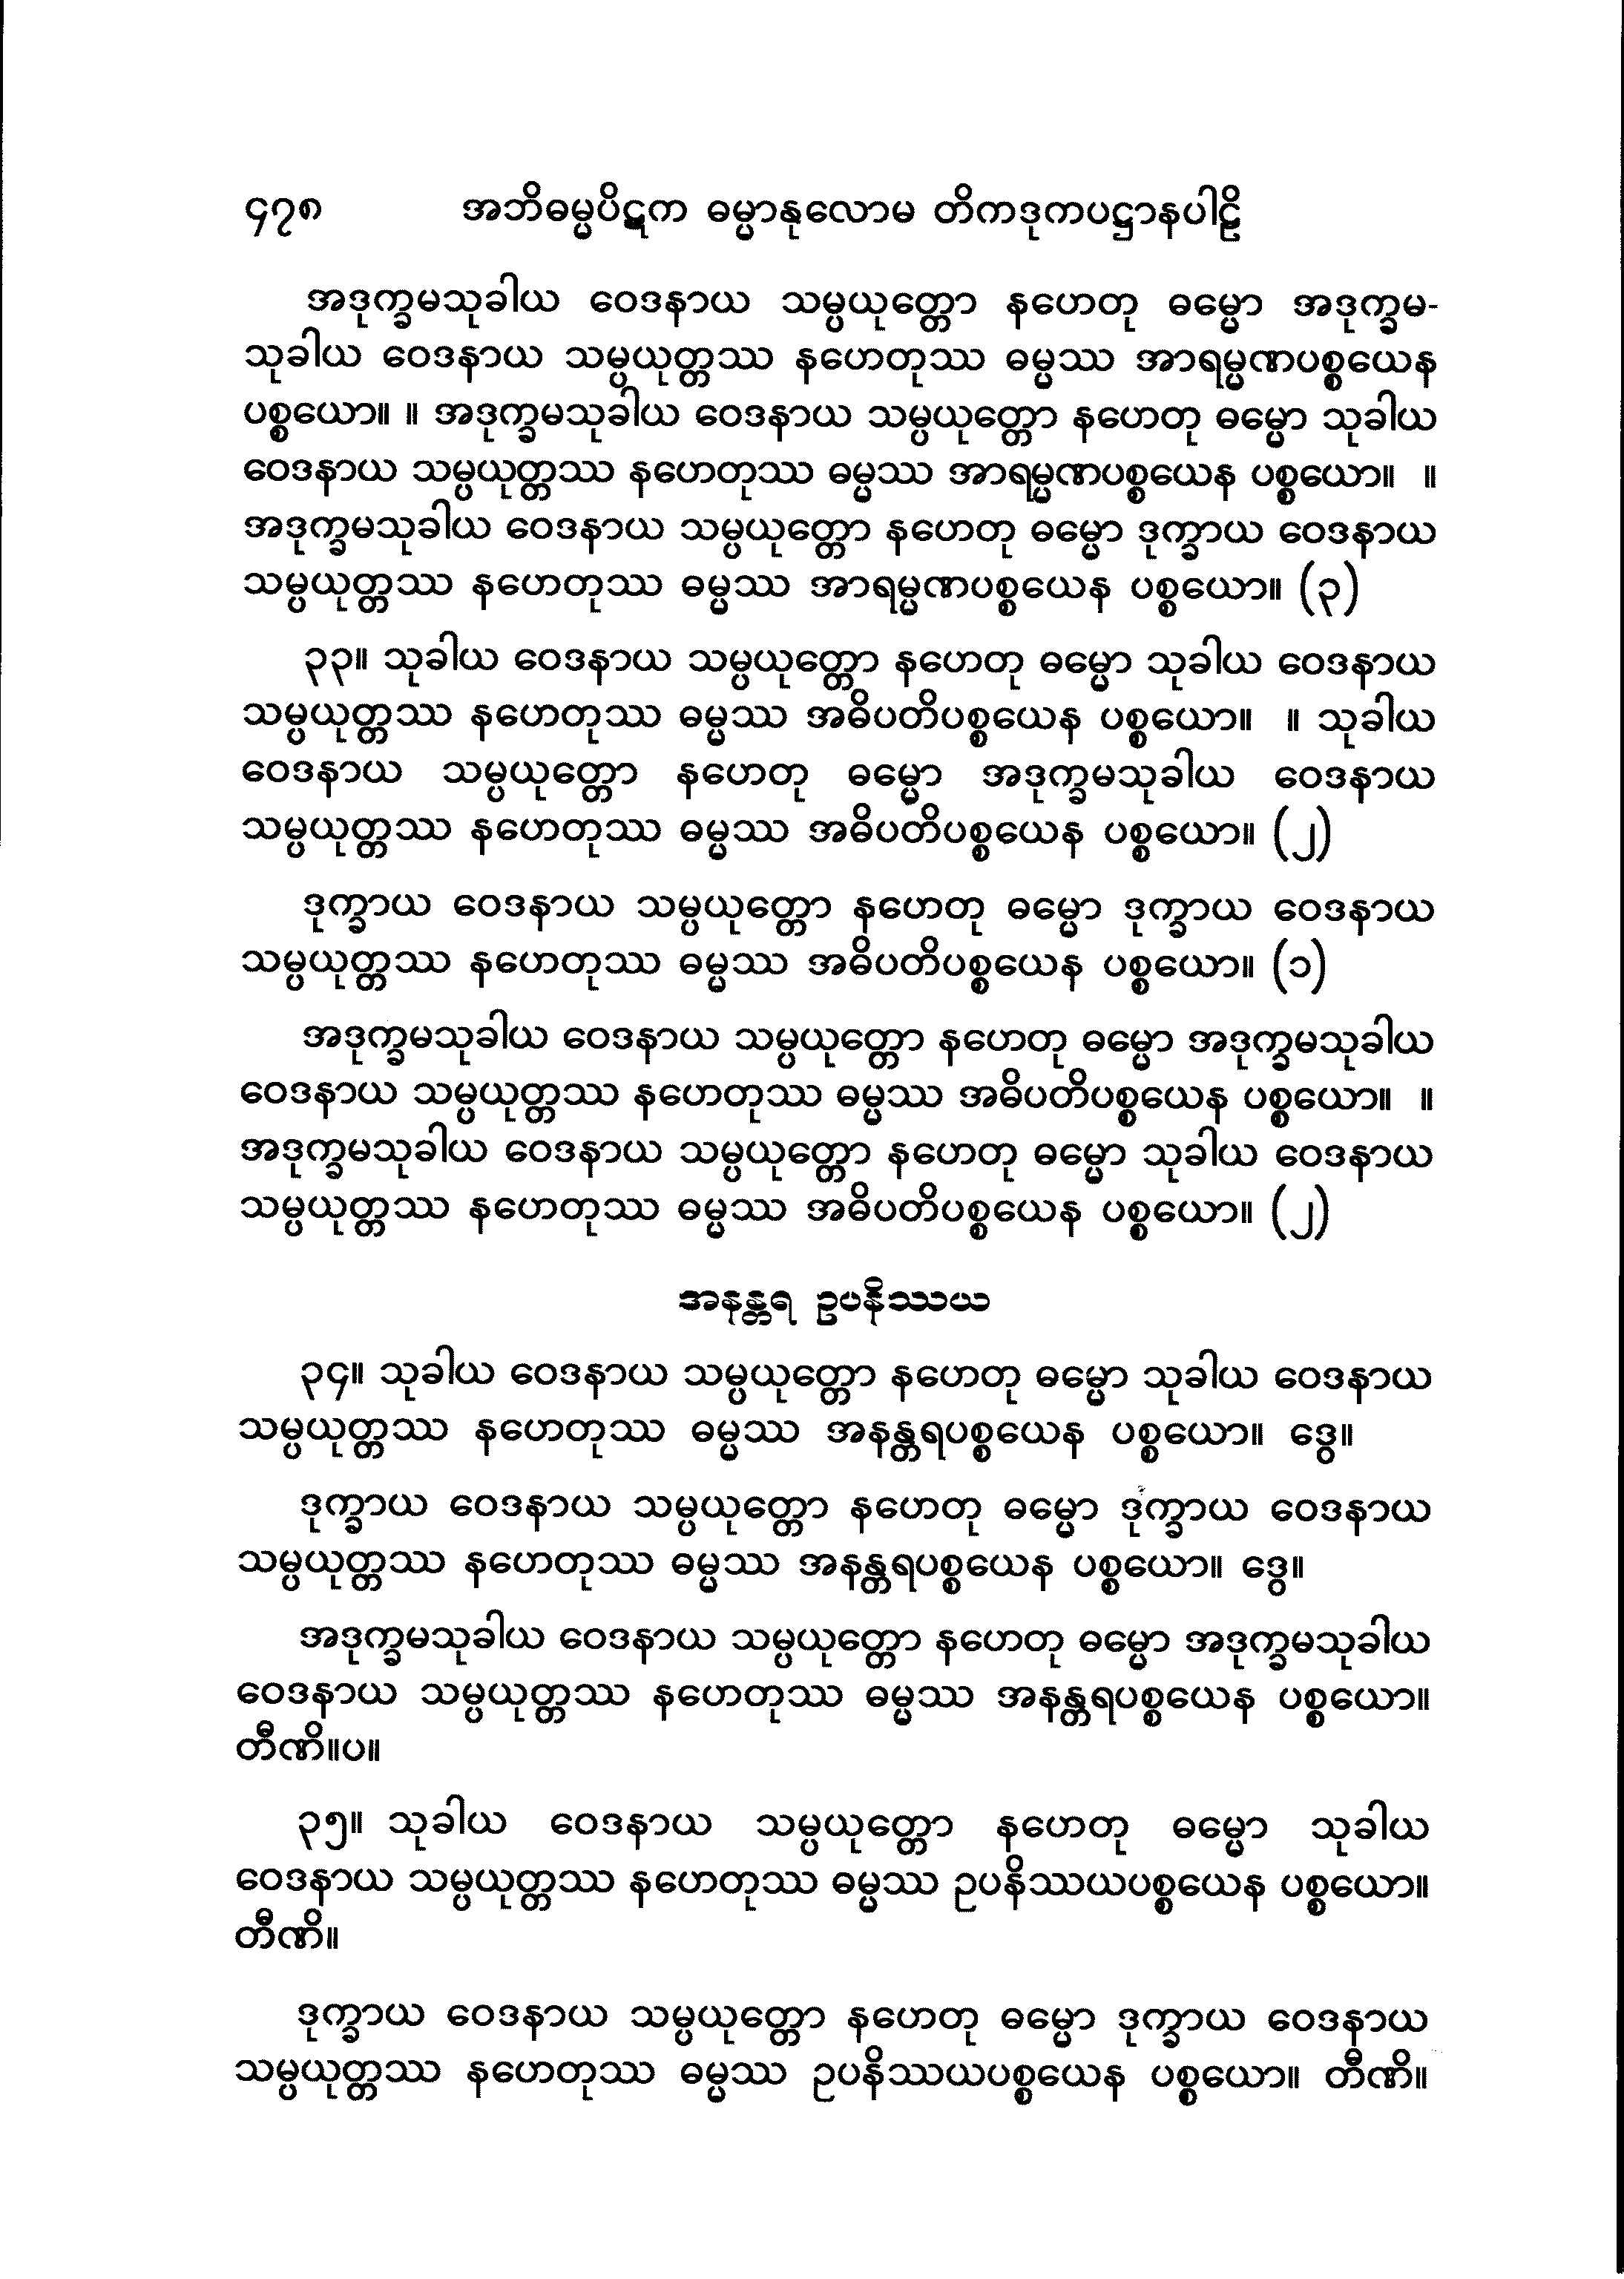 ၄၇၈ အဘိဓမ္မပိဋက ဓမ္မာနုလောမ တိကဒုကပဋ္ဌာနပါဠိ
အဒုက္ခမသုခါယ ဝေဒနာယ သမ္ပယုတ္တော နဟေတု ဓမ္မော အဒုက္ခမ-
သုခါယ ဝေဒနာယ သမ္ပယုတ္တဿ နဟေတုဿ ဓမ္မဿ အာရမ္မဏပစ္စယေန
ပစ္စယော။ ။ အဒုက္ခမသုခါယ ဝေဒနာယ သမ္ပယုတ္တော နဟေတု ဓမ္မော သုခါယ
ဝေဒနာယ သမ္ပယုတ္တဿ နဟေတုဿ ဓမ္မဿ အာရမ္မဏပစ္စယေန ပစ္စယော။ ။
အဒုက္ခမသုခါယ ဝေဒနာယ သမ္ပယုတ္တော နဟေတု ဓမ္မော ဒုက္ခာယ ဝေဒနာယ
သမ္ပယုတ္တဿ နဟေတုဿ ဓမ္မဿ အာရမ္မဏပစ္စယေန ပစ္စယော။ (၃)
၃၃။ သုခါယ ဝေဒနာယ သမ္ပယုတ္တော နဟေတု ဓမ္မော သုခါယ ဝေဒနာယ
သမ္ပယုတ္တဿ နဟေတုဿ ဓမ္မဿ အဓိပတိပစ္စယေန ပစ္စယော။ ။ သုခါယ
ဝေဒနာယ သမ္ပယုတ္တော နဟေတု ဓမ္မော အဒုက္ခမသုခါယ ဝေဒနာယ
သမ္ပယုတ္တဿ နဟေတုဿ ဓမ္မဿ အဓိပတိပစ္စယေန ပစ္စယော။ (၂)
ဒုက္ခာယ ဝေဒနာယ သမ္ပယုတ္တော နဟေတု ဓမ္မော ဒုက္ခာယ ဝေဒနာယ
သမ္ပယုတ္တဿ နဟေတုဿ ဓမ္မဿ အဓိပတိပစ္စယေန ပစ္စယော။ (၁)
အဒုက္ခမသုခါယ ဝေဒနာယ သမ္ပယုတ္တော နဟေတု ဓမ္မော အဒုက္ခမသုခါယ
ဝေဒနာယ သမ္ပယုတ္တဿ နဟေတုဿ ဓမ္မဿ အဓိပတိပစ္စယေန ပစ္စယော။ ။
အဒုက္ခမသုခါယ ဝေဒနာယ သမ္ပယုတ္တော နဟေတု ဓမ္မော သုခါယ ဝေဒနာယ
သမ္ပယုတ္တဿ နဟေတုဿ ဓမ္မဿ အဓိပတိပစ္စယေန ပစ္စယော။ (၂)
အနန္တရ ဥပနိဿယ
၃၄။ သုခါယ ဝေဒနာယ သမ္ပယုတ္တော နဟေတု ဓမ္မော သုခါယ ဝေဒနာယ
သမ္ပယုတ္တဿ နဟေတုဿ ဓမ္မဿ အနန္တရပစ္စယေန ပစ္စယော။ ဒွေ။
ဒုက္ခာယ ဝေဒနာယ သမ္ပယုတ္တော နဟေတု ဓမ္မော ဒုက္ခာယ ဝေဒနာယ
သမ္ပယုတ္တဿ နဟေတုဿ ဓမ္မဿ အနန္တရပစ္စယေန ပစ္စယော။ ဒွေ။
အဒုက္ခမသုခါယ ဝေဒနာယ သမ္ပယုတ္တော နဟေတု ဓမ္မော အဒုက္ခမသုခါယ
ဝေဒနာယ သမ္ပယုတ္တဿ နဟေတုဿ ဓမ္မဿ အနန္တရပစ္စယေန ပစ္စယော။
တီဏိ။ပ။
၃၅။ သုခါယ ဝေဒနာယ သမ္ပယုတ္တော နဟေတု ဓမ္မော သုခါယ
ဝေဒနာယ သမ္ပယုတ္တဿ နဟေတုဿ ဓမ္မဿ ဥပနိဿယပစ္စယေန ပစ္စယော။
တီဏိ။
ဒုက္ခာယ ဝေဒနာယ သမ္ပယုတ္တော နဟေတု ဓမ္မော ဒုက္ခာယ ဝေဒနာယ
သမ္ပယုတ္တဿ နဟေတုဿ ဓမ္မဿ ဥပနိဿယပစ္စယေန ပစ္စယော။ တီဏိ။